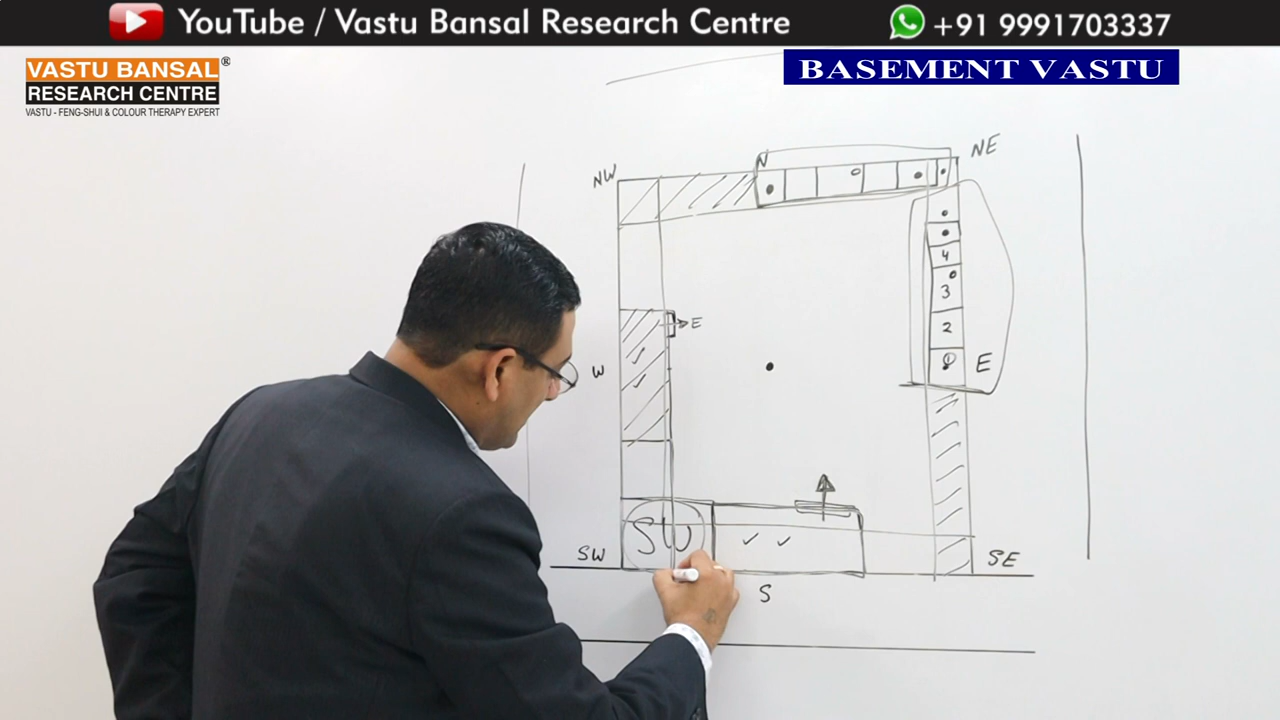 YouTube / Vastu Bansal Research Centre
+91 9991703337
VASTU BANSAL®
RESEARCH CENTRE
VASTU - FENG-SHUI & COLOUR THERAPY EXPERT
BASEMENT VASTU
N
NE
NW
4
3
E
2
W
1
E
SW
SW
SE
S